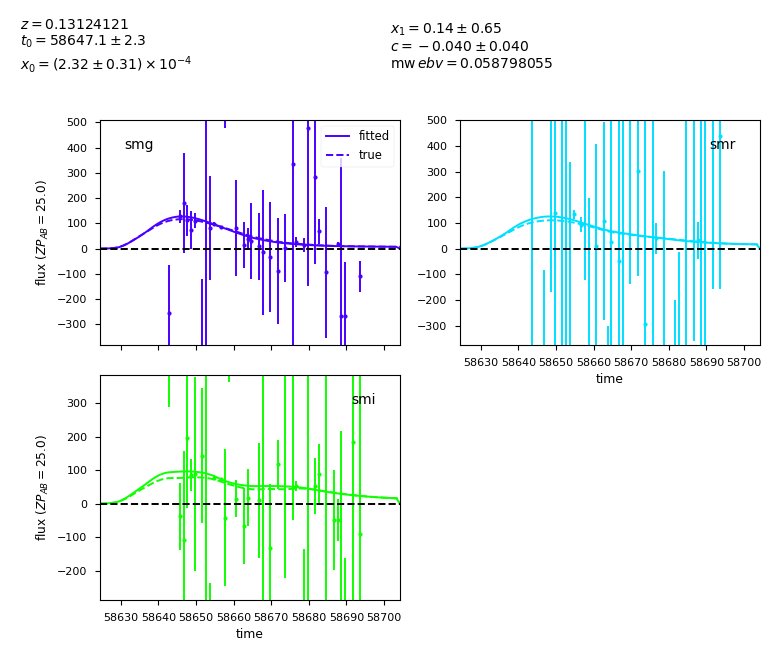 z = 0.13124121
t₀ = 58647.1 ± 2.3
x₀ = (2.32 ± 0.31) × 10⁻⁴
x₁ = 0.14 ± 0.65
c = −0.040 ± 0.040
mwebv = 0.058798055
smg
fitted
true
flux (ZP_AB = 25.0)
500
400
300
200
100
0
−100
−200
−300
smr
500
400
300
200
100
0
−100
−200
−300
58630 58640 58650 58660 58670 58680 58690 58700
time
smi
flux (ZP_AB = 25.0)
300
200
100
0
−100
−200
58630 58640 58650 58660 58670 58680 58690 58700
time